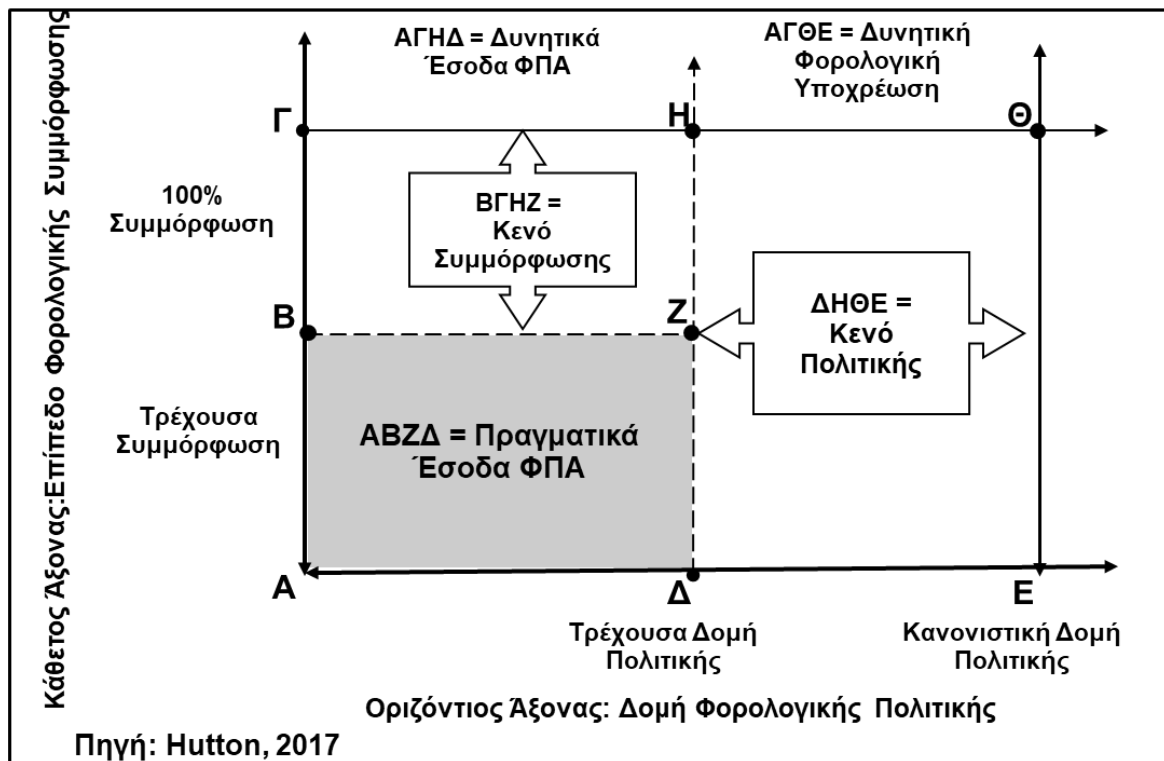 Κάθετος Άξονας:Επίπεδο Φορολογικής Συμμόρφωσης
ΑΓΗΔ = Δυνητικά
Έσοδα ΦΠΑ
ΑΓΘΕ = Δυνητική
Φορολογική
Υποχρέωση
Γ
Η
Θ
100%
Συμμόρφωση
ΒΓΗΖ =
Κενό
Συμμόρφωσης
Β
Ζ
ΔΗΘΕ =
Κενό
Πολιτικής
Τρέχουσα
Συμμόρφωση
ΑΒΖΔ = Πραγματικά
Έσοδα ΦΠΑ
Α
Δ
Ε
Τρέχουσα Δομή
Πολιτικής
Κανονιστική Δομή
Πολιτικής
Οριζόντιος Άξονας: Δομή Φορολογικής Πολιτικής
Πηγή: Hutton, 2017